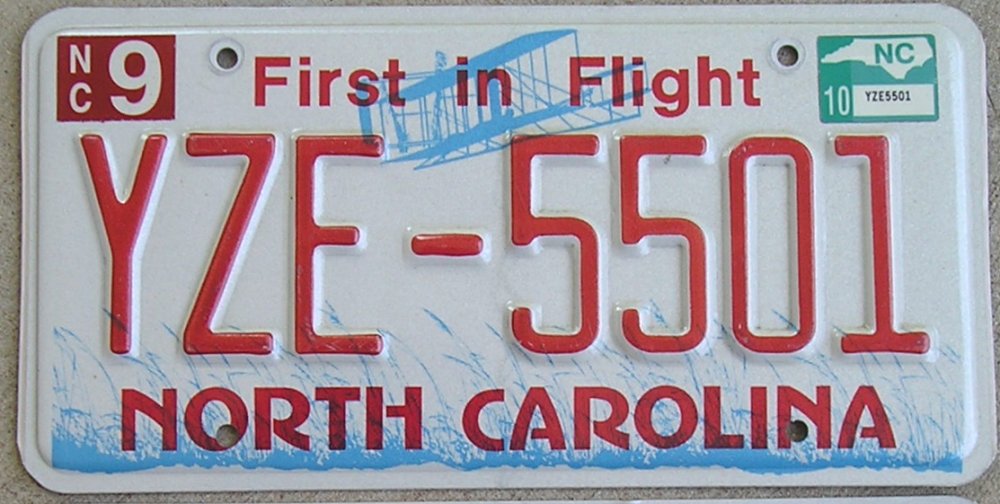 NC 9
First in Flight
NC
10 YZE5501
YZE-5501
NORTH CAROLINA